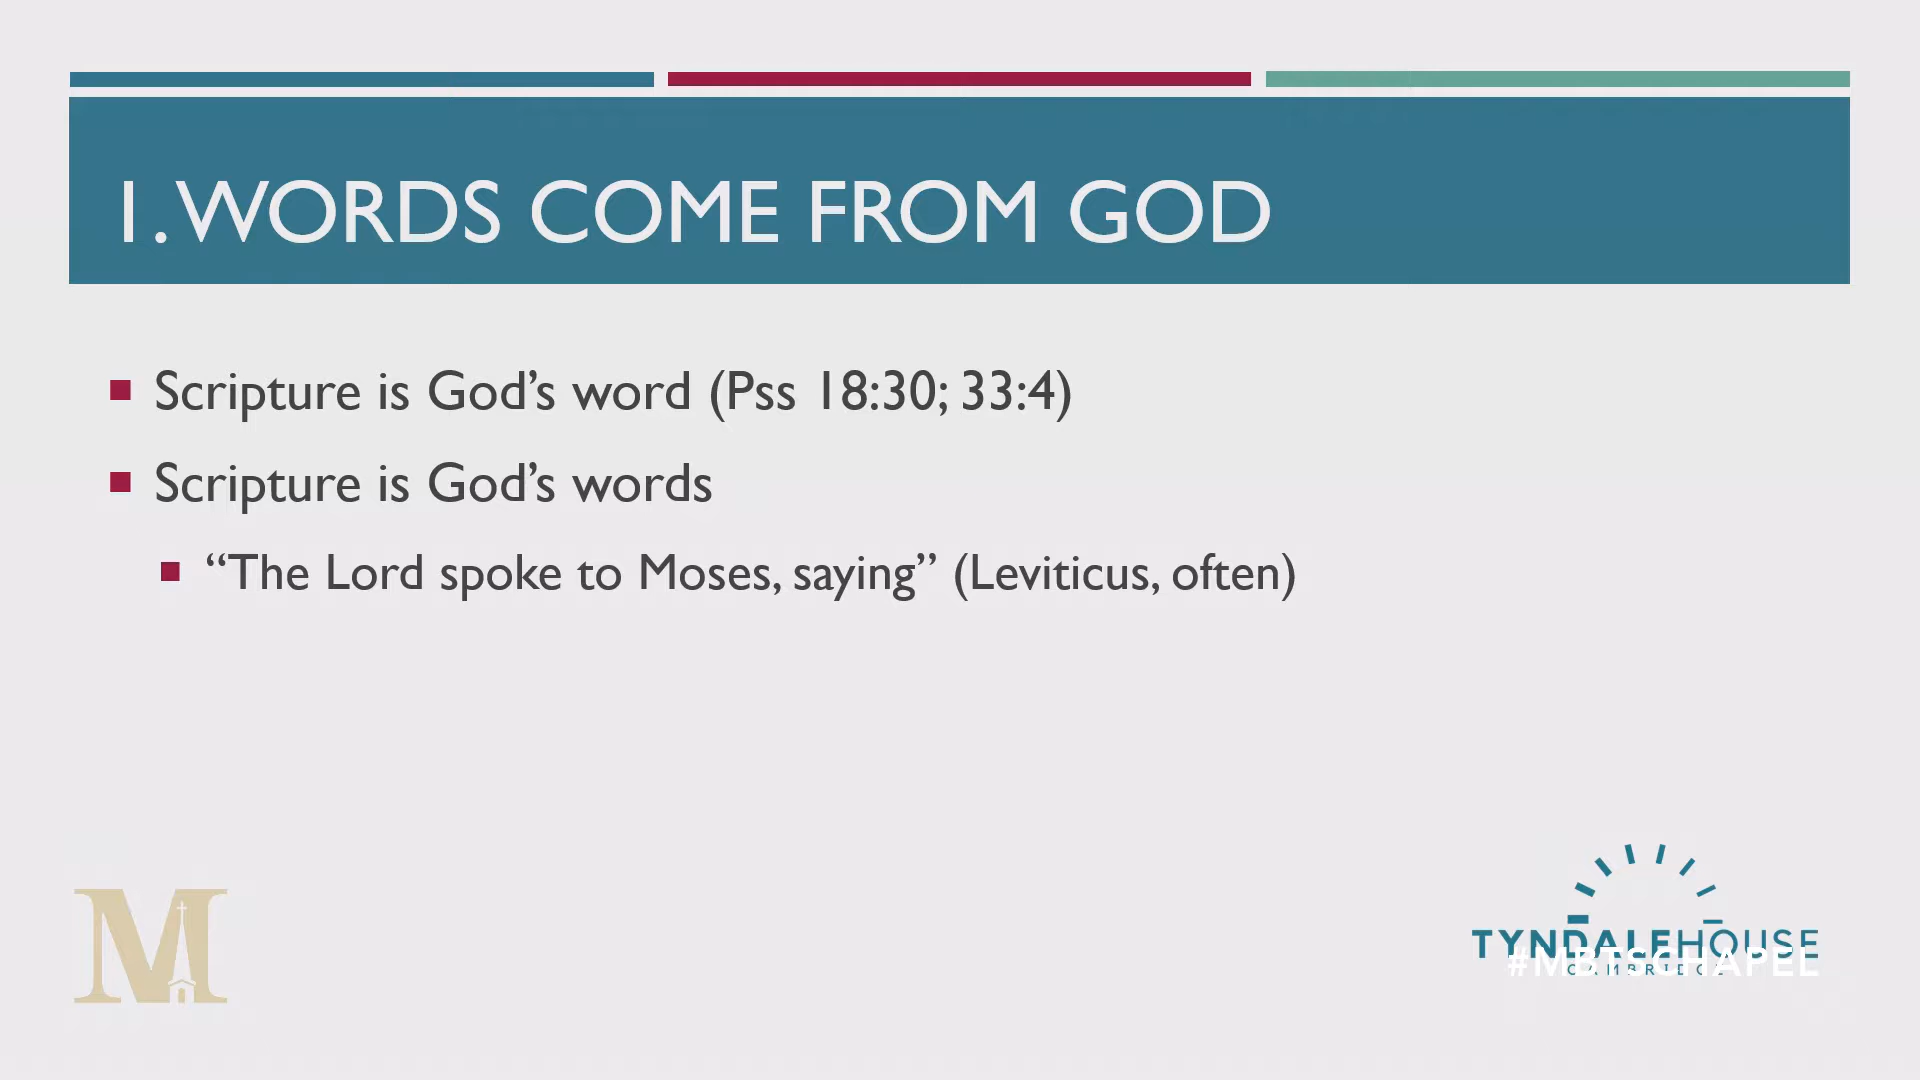 1. WORDS COME FROM GOD
Scripture is God’s word (Pss 18:30; 33:4)
Scripture is God’s words
“The Lord spoke to Moses, saying” (Leviticus, often)
M
TYNDALEHOUSE
CAMBRIDGE
#MBTSCHAPEL